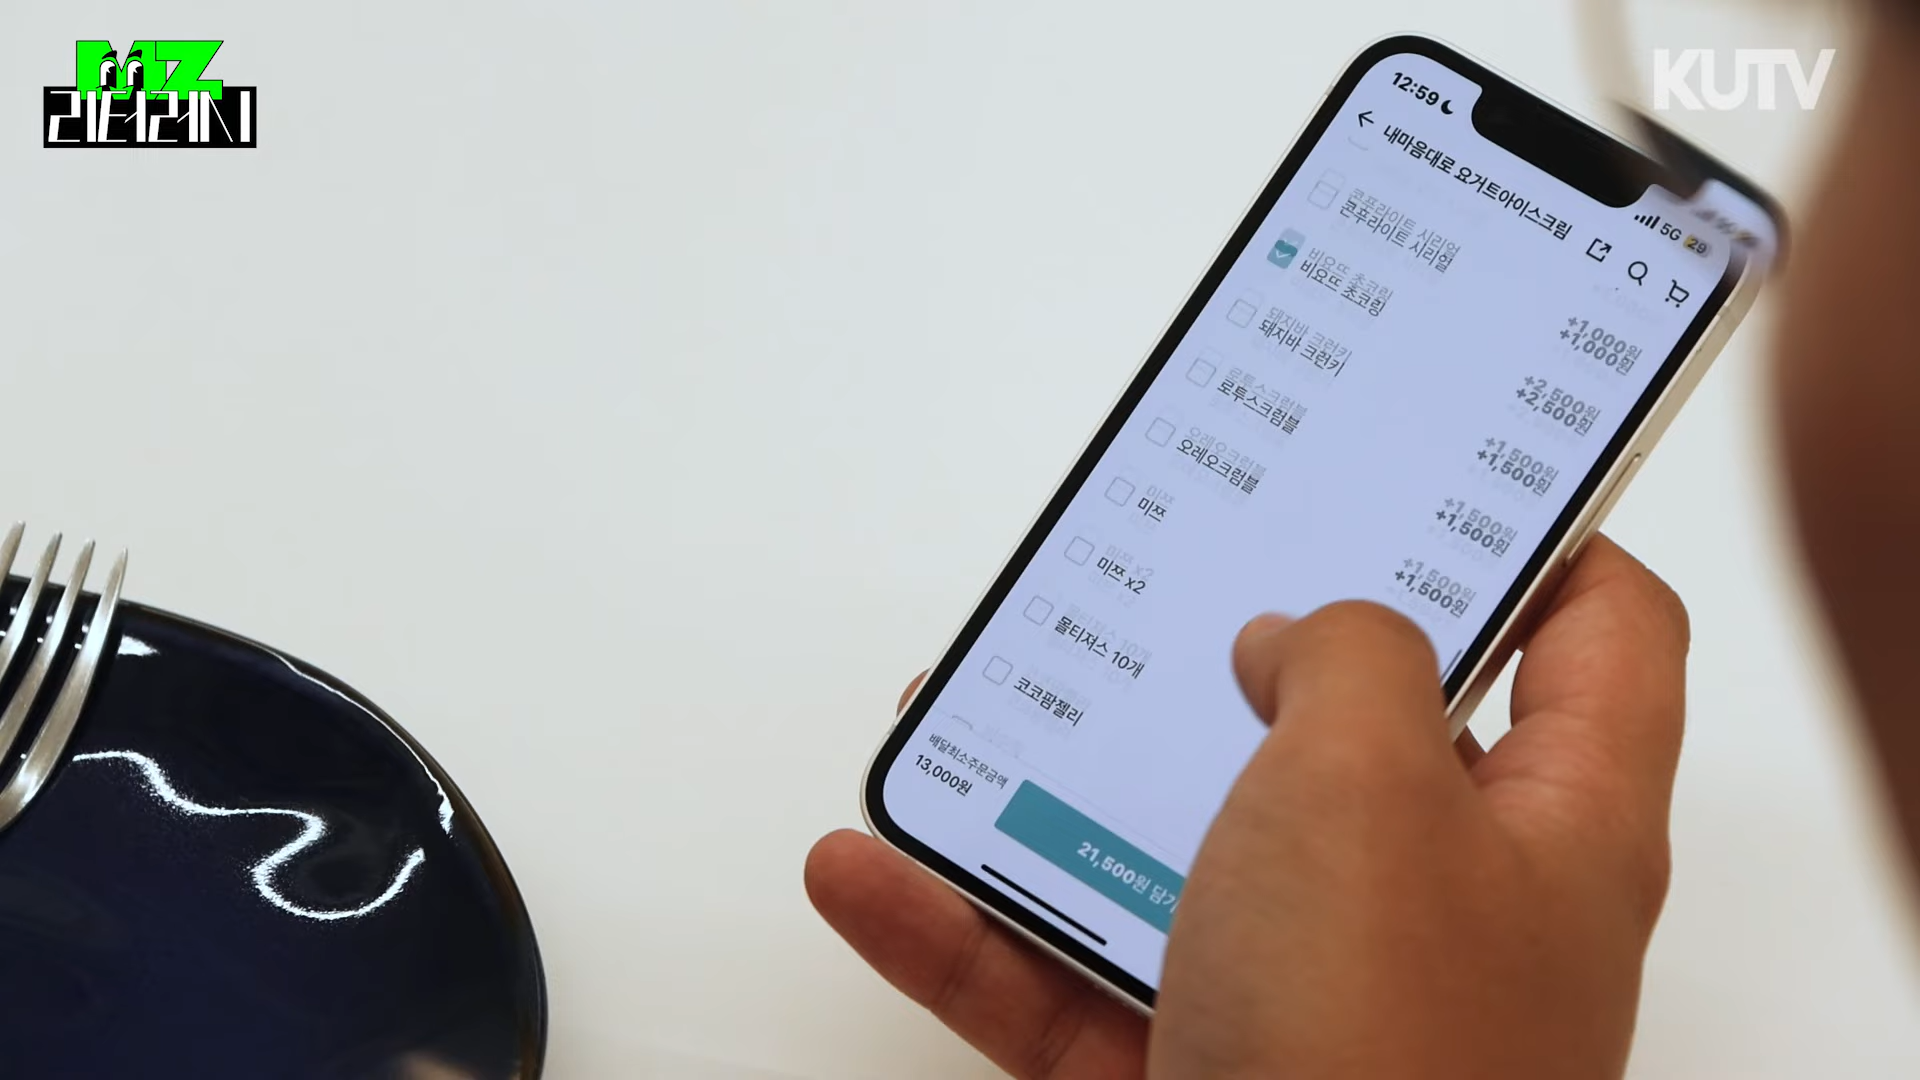 MZ
리터러시
KUTV
12:59
5G 29
내마음대로 요거트아이스크림
콘푸라이트 시리얼
비요뜨 초코링
+1,000원
돼지바 크런키
+2,500원
로투스크럼블
+1,500원
오레오크럼블
+1,500원
미쯔
+1,500원
미쯔 x2
몰티져스 10개
코코팜젤리
배달최소주문금액
13,000원
21,500원 담기